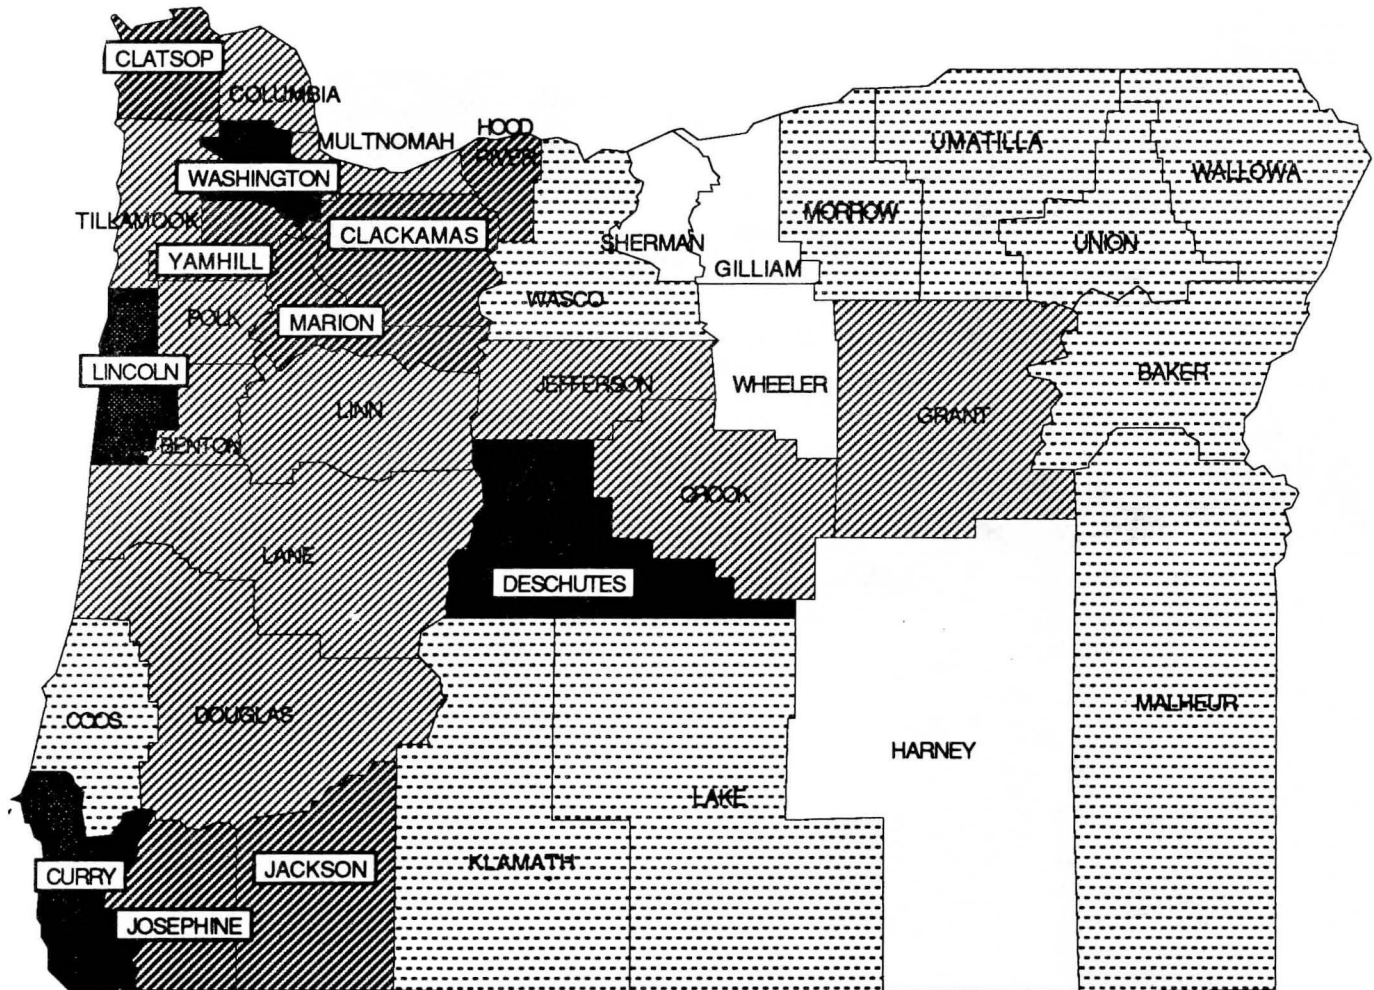 CLATSOP
COLUMBIA
MULTNOMAH
HOOD
RIVER
UMATILLA
WALLOWA
WASHINGTON
TILLAMOOK
CLACKAMAS
SHERMAN
MORROW
UNION
YAMHILL
GILLIAM
WASCO
POLK
MARION
LINCOLN
JEFFERSON
WHEELER
BAKER
LINN
GRANT
BENTON
CROOK
LANE
DESCHUTES
COOS
DOUGLAS
MALHEUR
HARNEY
LAKE
KLAMATH
JACKSON
CURRY
JOSEPHINE